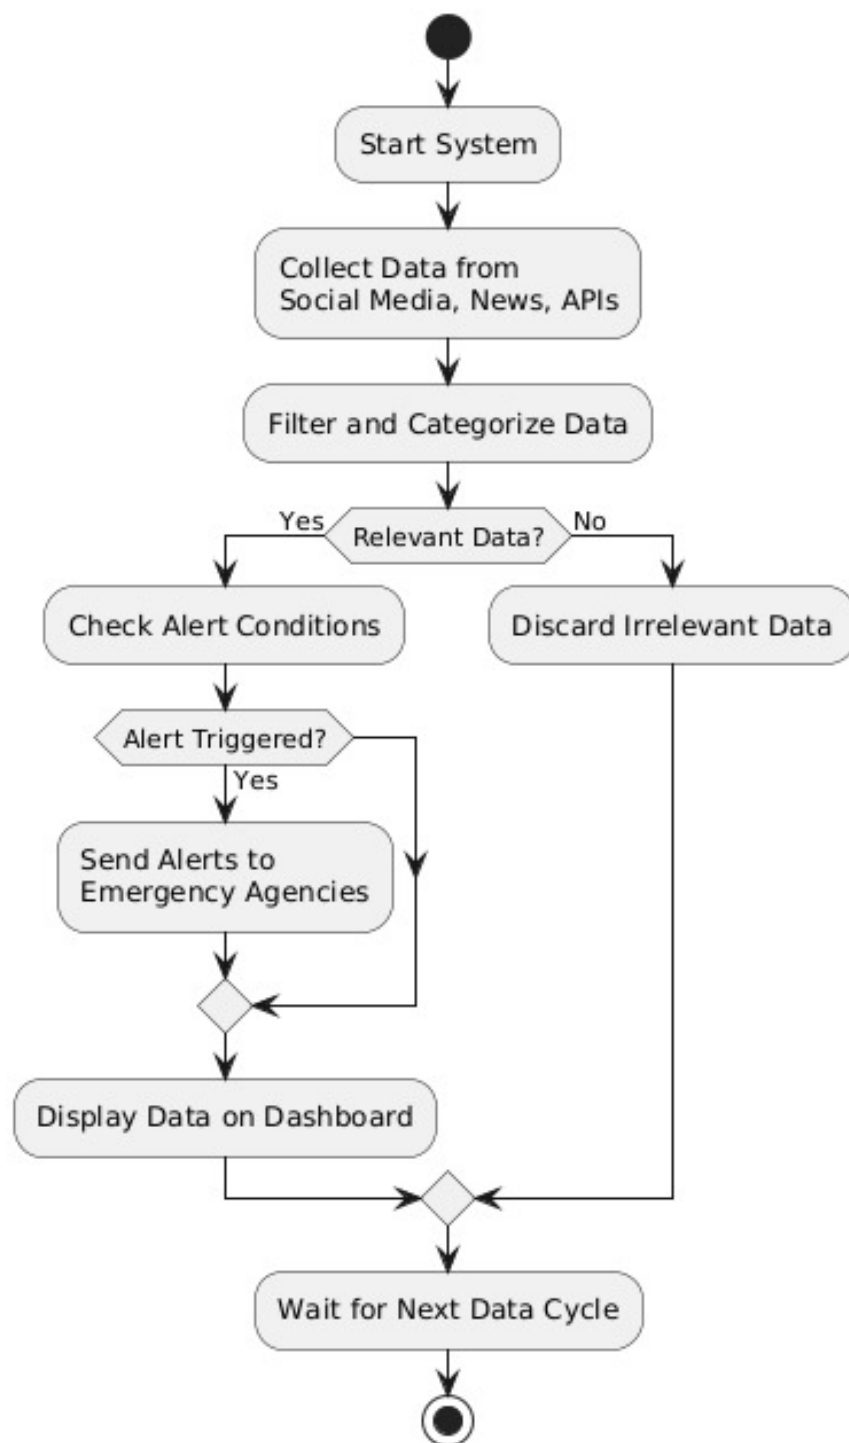 Start System
Collect Data from
Social Media, News, APIs
Filter and Categorize Data
Yes
Relevant Data?
No
Check Alert Conditions
Discard Irrelevant Data
Alert Triggered?
Yes
Send Alerts to
Emergency Agencies
Display Data on Dashboard
Wait for Next Data Cycle